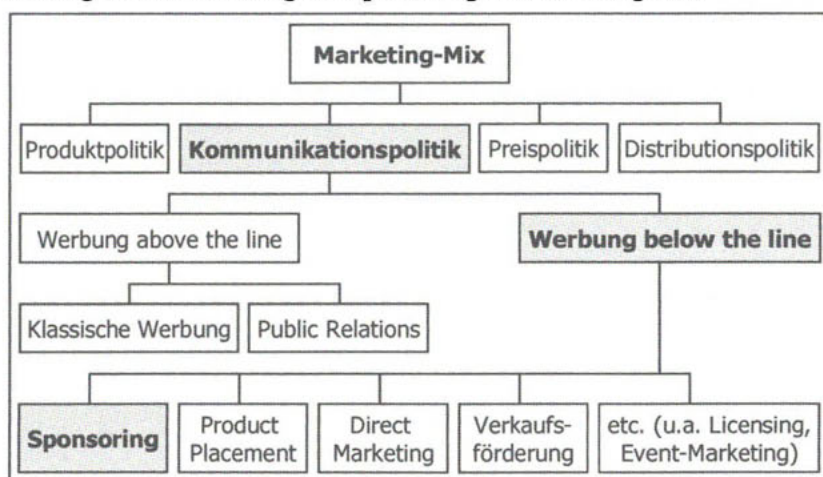 Marketing-Mix
Produktpolitik
Kommunikationspolitik
Preispolitik
Distributionspolitik
Werbung above the line
Werbung below the line
Klassische Werbung
Public Relations
Sponsoring
Product
Placement
Direct
Marketing
Verkaufs-
förderung
etc. (u.a. Licensing,
Event-Marketing)